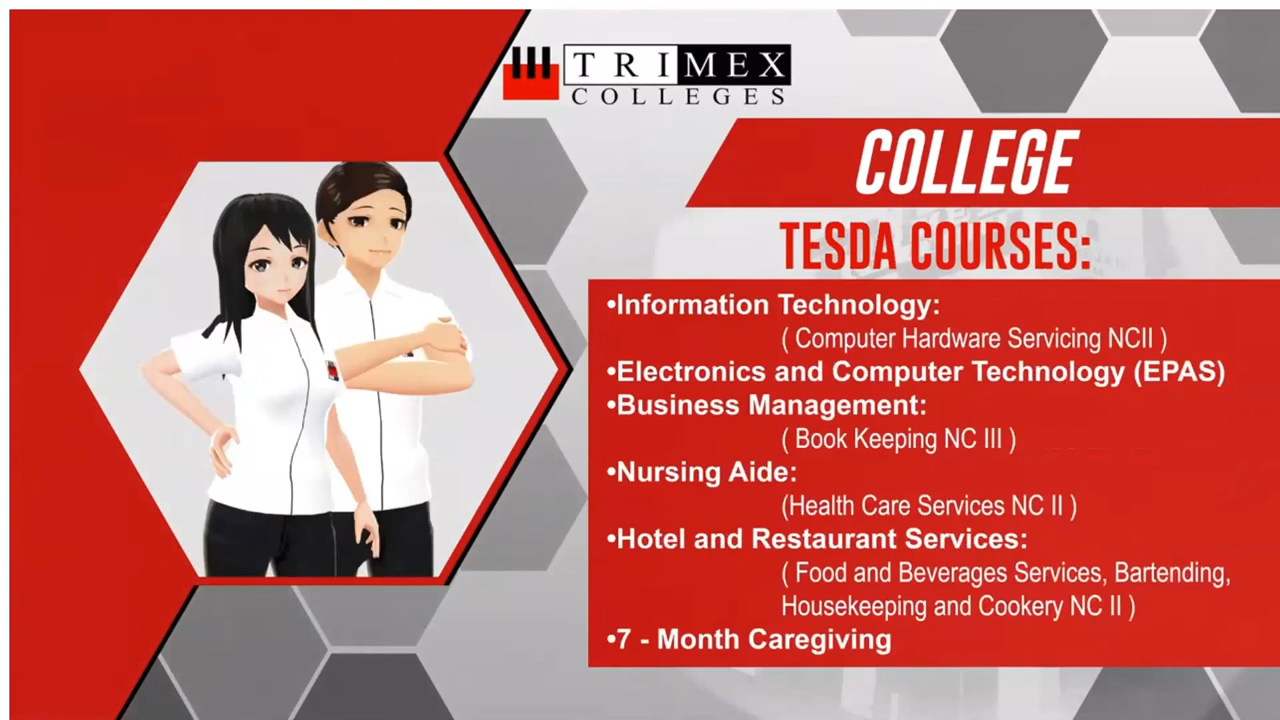 TRIMEX
COLLEGES
COLLEGE
TESDA COURSES:
•Information Technology:
( Computer Hardware Servicing NCII )
•Electronics and Computer Technology (EPAS)
•Business Management:
( Book Keeping NC III )
•Nursing Aide:
(Health Care Services NC II )
•Hotel and Restaurant Services:
( Food and Beverages Services, Bartending,
Housekeeping and Cookery NC II )
•7 - Month Caregiving